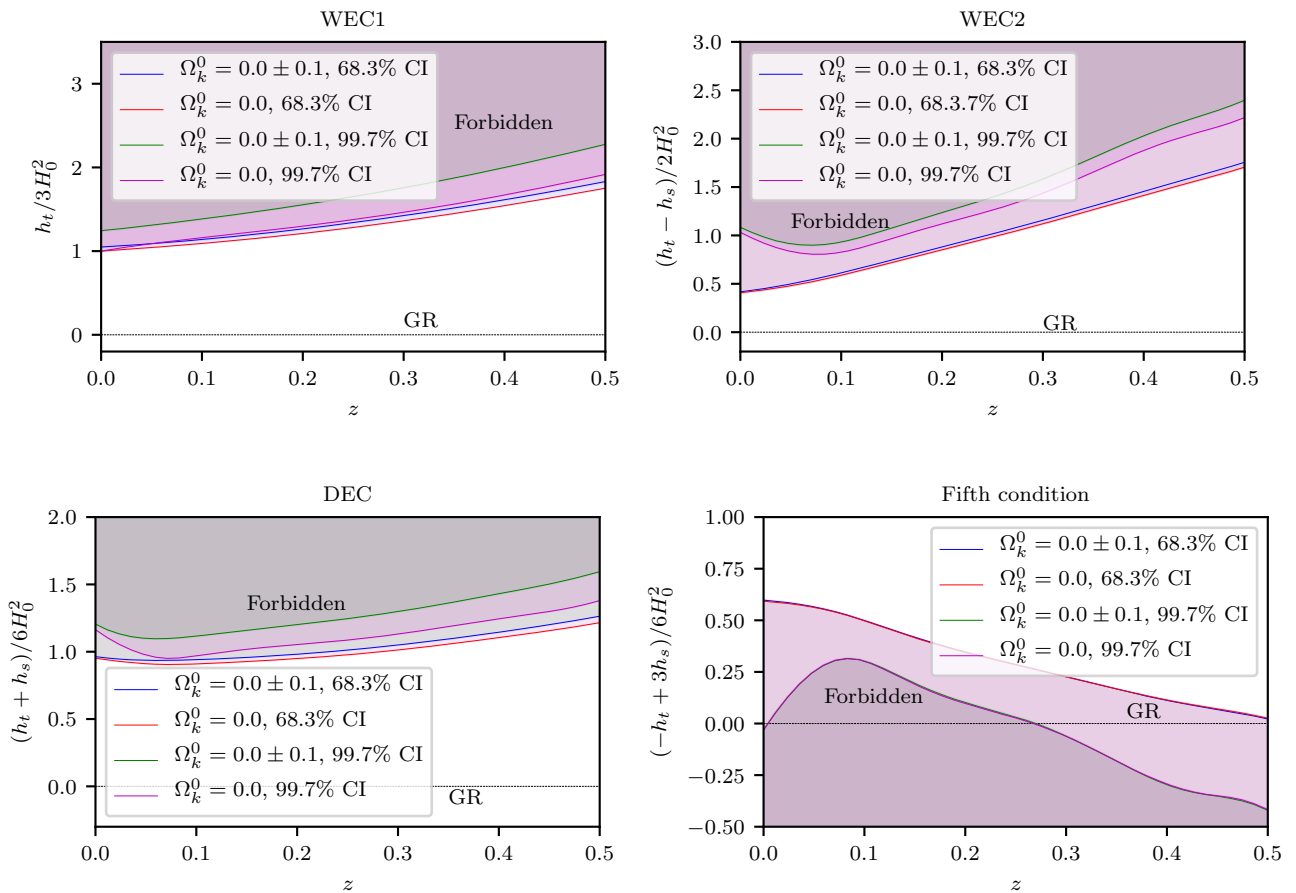 WEC1
h_t/3H_0^2
3
2
1
0
Ω_k^0 = 0.0 ± 0.1, 68.3% CI
Ω_k^0 = 0.0, 68.3% CI
Ω_k^0 = 0.0 ± 0.1, 99.7% CI
Ω_k^0 = 0.0, 99.7% CI
Forbidden
GR
0.0 0.1 0.2 0.3 0.4 0.5
z
WEC2
(h_t − h_s)/2H_0^2
3.0
2.5
2.0
1.5
1.0
0.5
0.0
Ω_k^0 = 0.0 ± 0.1, 68.3% CI
Ω_k^0 = 0.0, 68.3.7% CI
Ω_k^0 = 0.0 ± 0.1, 99.7% CI
Ω_k^0 = 0.0, 99.7% CI
Forbidden
GR
0.0 0.1 0.2 0.3 0.4 0.5
z
DEC
(h_t + h_s)/6H_0^2
2.0
1.5
1.0
0.5
0.0
Forbidden
Ω_k^0 = 0.0 ± 0.1, 68.3% CI
Ω_k^0 = 0.0, 68.3% CI
Ω_k^0 = 0.0 ± 0.1, 99.7% CI
Ω_k^0 = 0.0, 99.7% CI
GR
0.0 0.1 0.2 0.3 0.4 0.5
z
Fifth condition
(−h_t + 3h_s)/6H_0^2
1.00
0.75
0.50
0.25
0.00
−0.25
−0.50
Ω_k^0 = 0.0 ± 0.1, 68.3% CI
Ω_k^0 = 0.0, 68.3% CI
Ω_k^0 = 0.0 ± 0.1, 99.7% CI
Ω_k^0 = 0.0, 99.7% CI
Forbidden
GR
0.0 0.1 0.2 0.3 0.4 0.5
z